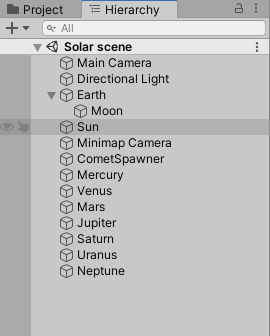 Project
Hierarchy
All
Solar scene
Main Camera
Directional Light
Earth
Moon
Sun
Minimap Camera
CometSpawner
Mercury
Venus
Mars
Jupiter
Saturn
Uranus
Neptune